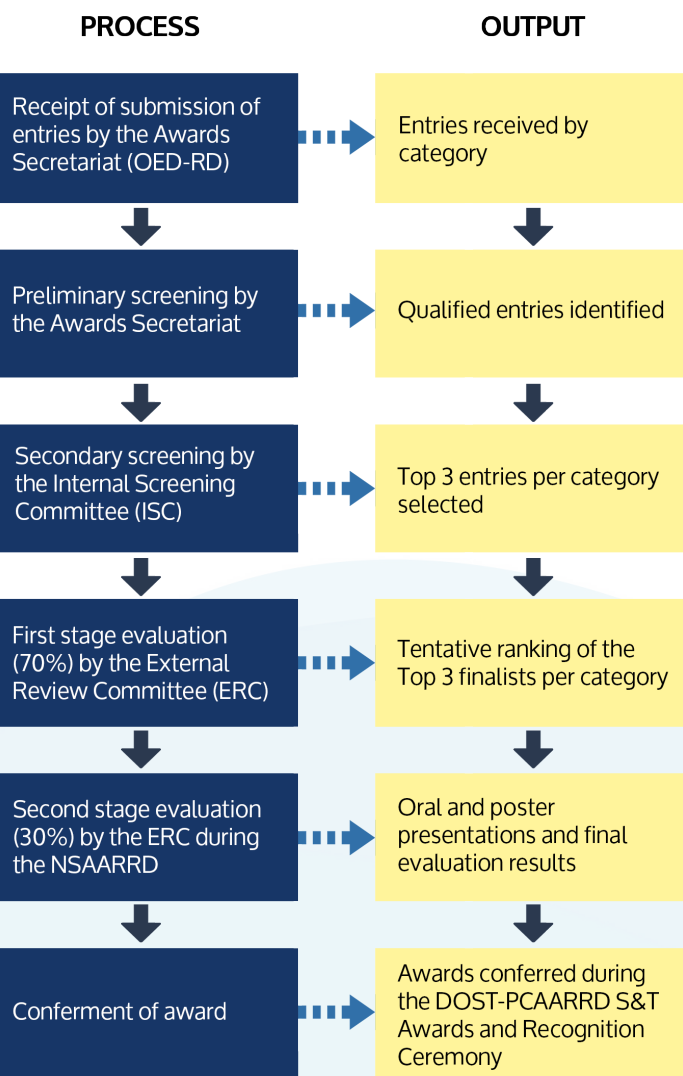 PROCESS
OUTPUT
Receipt of submission of
entries by the Awards
Secretariat (OED-RD)
Entries received by
category
Preliminary screening by
the Awards Secretariat
Qualified entries identified
Secondary screening by
the Internal Screening
Committee (ISC)
Top 3 entries per category
selected
First stage evaluation
(70%) by the External
Review Committee (ERC)
Tentative ranking of the
Top 3 finalists per category
Second stage evaluation
(30%) by the ERC during
the NSAARRD
Oral and poster
presentations and final
evaluation results
Conferment of award
Awards conferred during
the DOST-PCAARRD S&T
Awards and Recognition
Ceremony